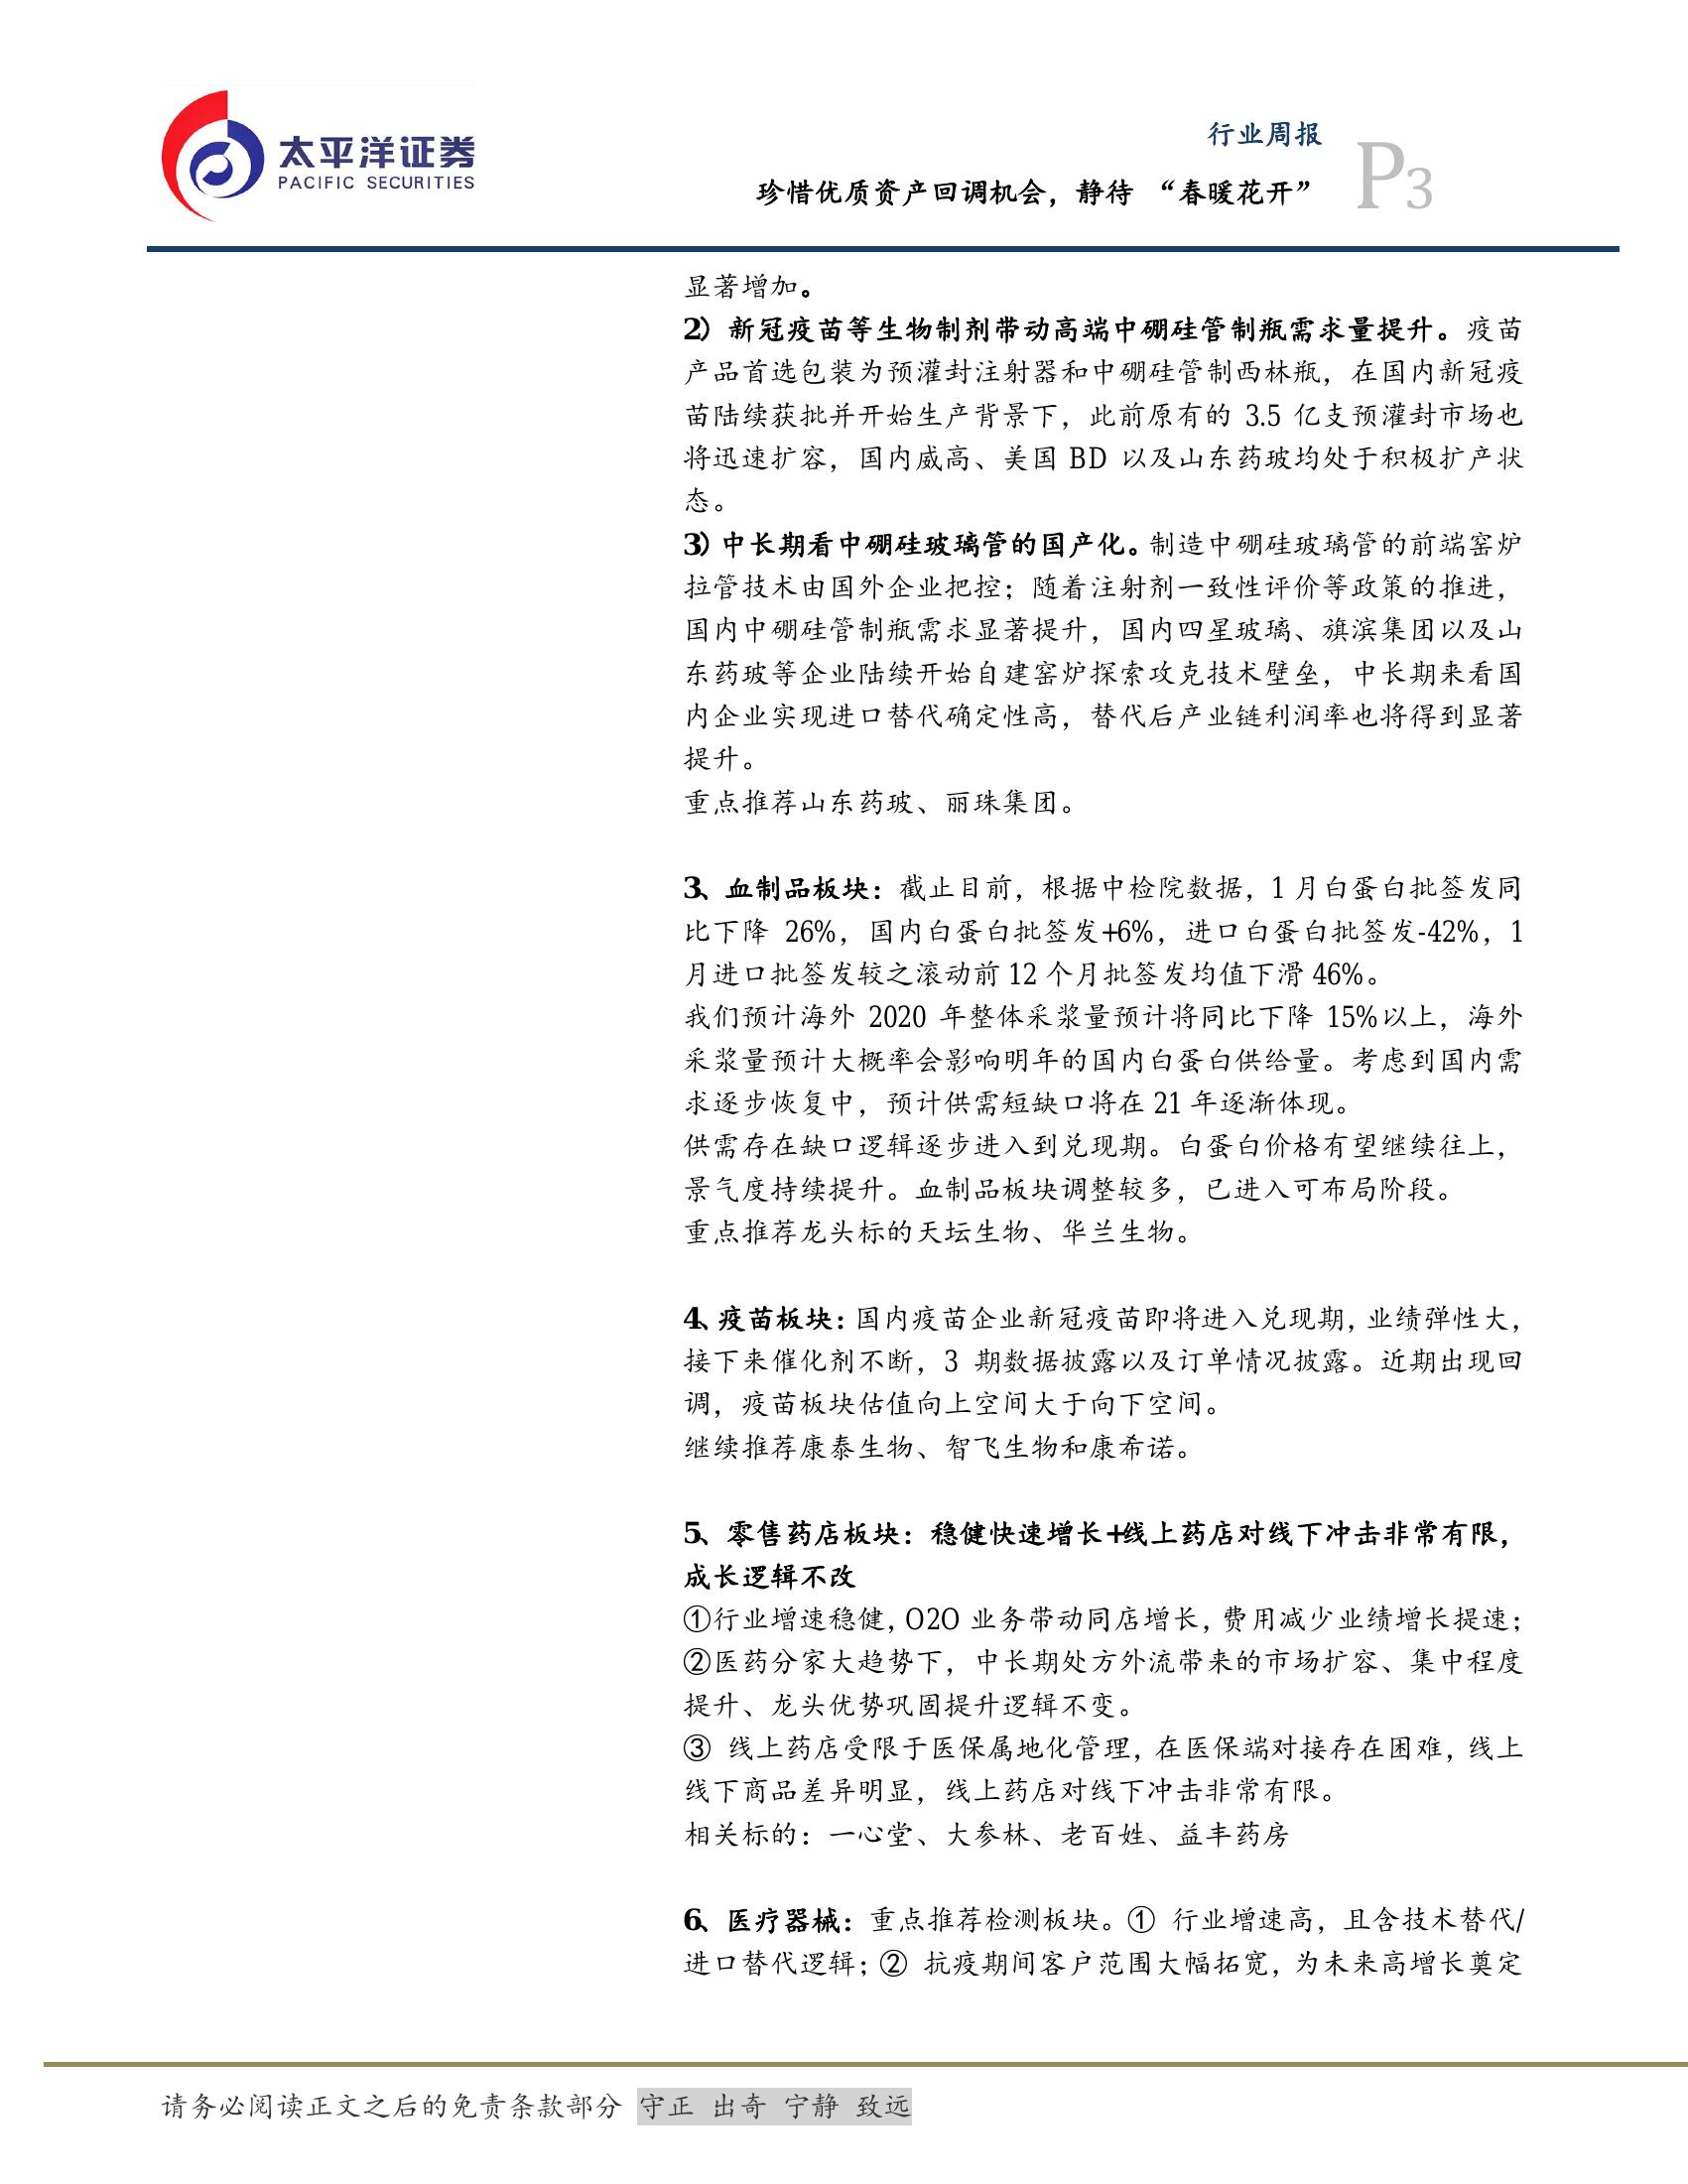 太平洋证券
PACIFIC SECURITIES
行业周报
珍惜优质资产回调机会，静待 “春暖花开”
P3
显著增加。
2）新冠疫苗等生物制剂带动高端中硼硅管制瓶需求量提升。疫苗
产品首选包装为预灌封注射器和中硼硅管制西林瓶，在国内新冠疫
苗陆续获批并开始生产背景下，此前原有的 3.5 亿支预灌封市场也
将迅速扩容，国内威高、美国 BD 以及山东药玻均处于积极扩产状
态。
3）中长期看中硼硅玻璃管的国产化。制造中硼硅玻璃管的前端窑炉
拉管技术由国外企业把控；随着注射剂一致性评价等政策的推进，
国内中硼硅管制瓶需求显著提升，国内四星玻璃、旗滨集团以及山
东药玻等企业陆续开始自建窑炉探索攻克技术壁垒，中长期来看国
内企业实现进口替代确定性高，替代后产业链利润率也将得到显著
提升。
重点推荐山东药玻、丽珠集团。
3、血制品板块：截止目前，根据中检院数据，1 月白蛋白批签发同
比下降 26%，国内白蛋白批签发+6%，进口白蛋白批签发-42%，1
月进口批签发较之滚动前 12 个月批签发均值下滑 46%。
我们预计海外 2020 年整体采浆量预计将同比下降 15%以上，海外
采浆量预计大概率会影响明年的国内白蛋白供给量。考虑到国内需
求逐步恢复中，预计供需短缺口将在 21 年逐渐体现。
供需存在缺口逻辑逐步进入到兑现期。白蛋白价格有望继续往上，
景气度持续提升。血制品板块调整较多，已进入可布局阶段。
重点推荐龙头标的天坛生物、华兰生物。
4、疫苗板块：国内疫苗企业新冠疫苗即将进入兑现期，业绩弹性大，
接下来催化剂不断，3 期数据披露以及订单情况披露。近期出现回
调，疫苗板块估值向上空间大于向下空间。
继续推荐康泰生物、智飞生物和康希诺。
5、零售药店板块：稳健快速增长+线上药店对线下冲击非常有限，
成长逻辑不改
①行业增速稳健，O2O 业务带动同店增长，费用减少业绩增长提速；
②医药分家大趋势下，中长期处方外流带来的市场扩容、集中程度
提升、龙头优势巩固提升逻辑不变。
③ 线上药店受限于医保属地化管理，在医保端对接存在困难，线上
线下商品差异明显，线上药店对线下冲击非常有限。
相关标的：一心堂、大参林、老百姓、益丰药房
6、医疗器械：重点推荐检测板块。① 行业增速高，且含技术替代/
进口替代逻辑；② 抗疫期间客户范围大幅拓宽，为未来高增长奠定
请务必阅读正文之后的免责条款部分 守正 出奇 宁静 致远